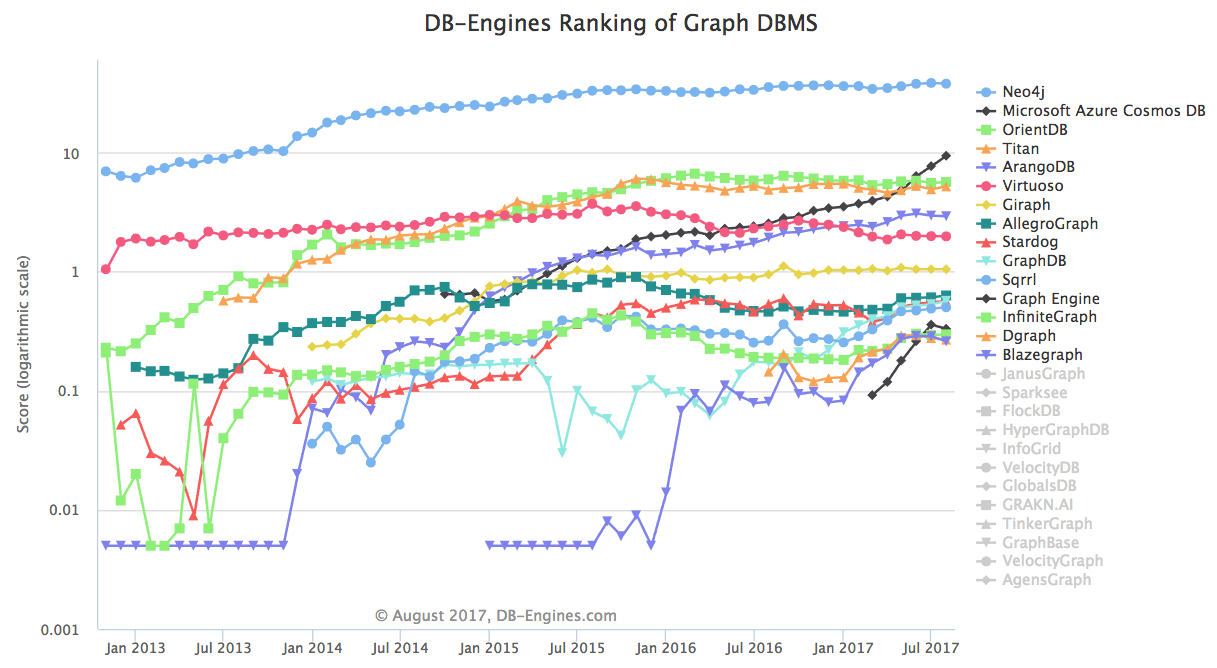 DB-Engines Ranking of Graph DBMS
Score (logarithmic scale)
10
1
0.1
0.01
0.001
Jan 2013
Jul 2013
Jan 2014
Jul 2014
Jan 2015
Jul 2015
Jan 2016
Jul 2016
Jan 2017
Jul 2017
© August 2017, DB-Engines.com
Neo4j
Microsoft Azure Cosmos DB
OrientDB
Titan
ArangoDB
Virtuoso
Giraph
AllegroGraph
Stardog
GraphDB
Sqrrl
Graph Engine
InfiniteGraph
Dgraph
Blazegraph
JanusGraph
Sparksee
FlockDB
HyperGraphDB
InfoGrid
VelocityDB
GlobalsDB
GRAKN.AI
TinkerGraph
GraphBase
VelocityGraph
AgensGraph